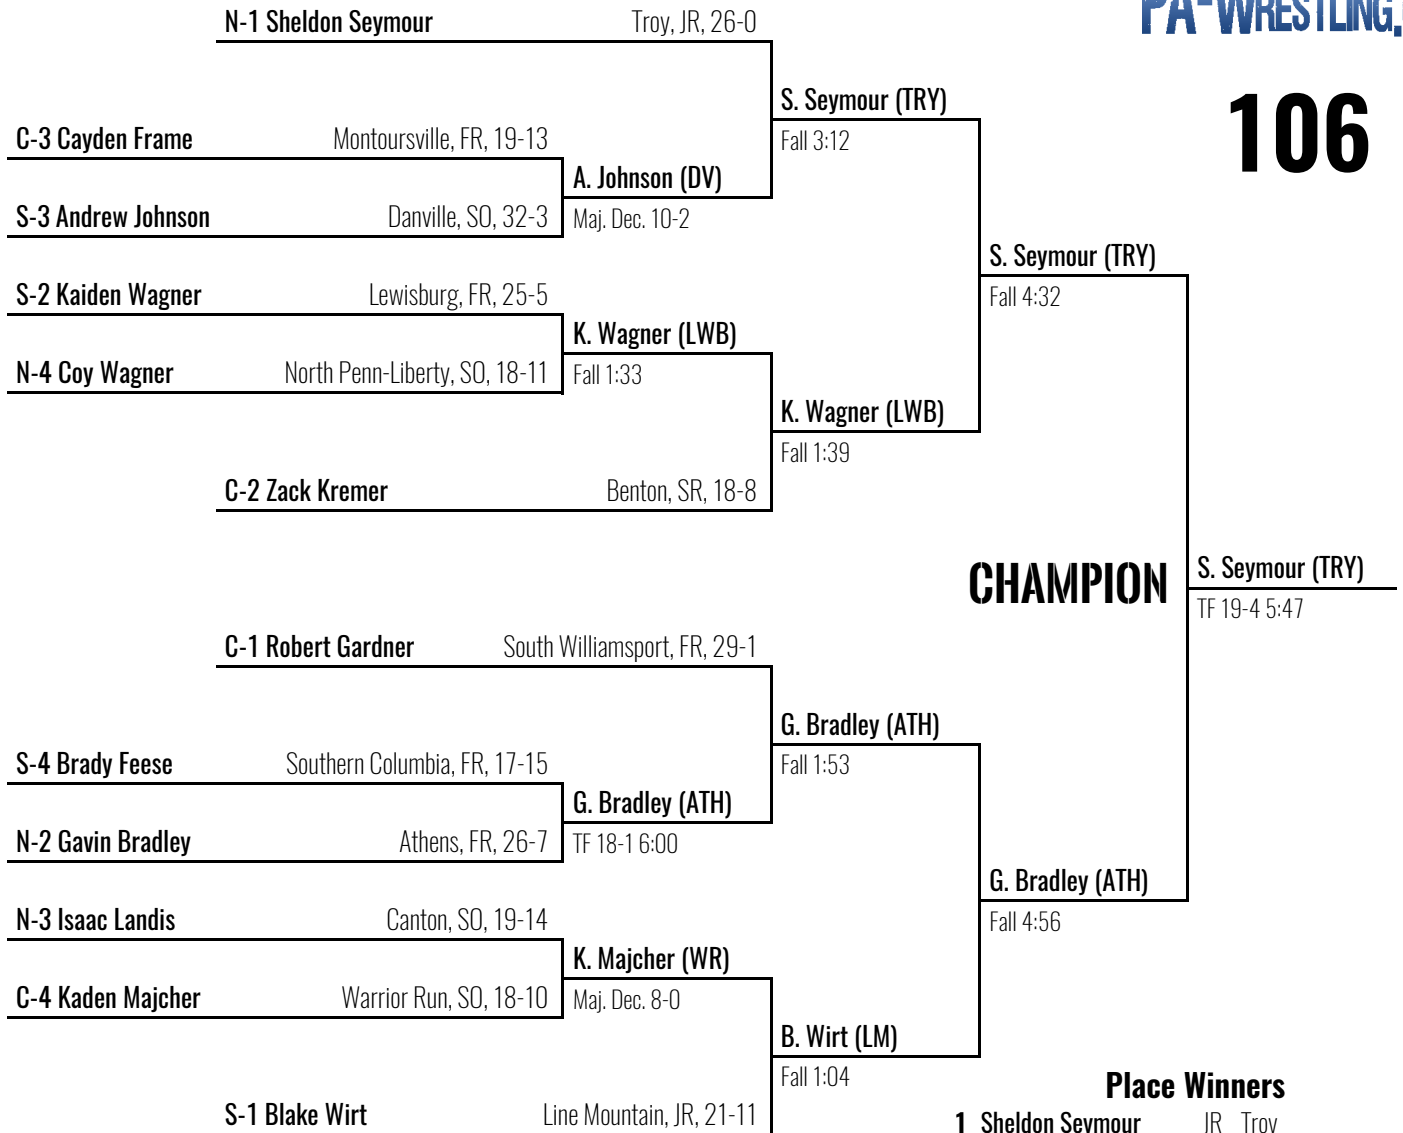 PA-WRESTLING.
106
N-1 Sheldon Seymour Troy, JR, 26-0
S. Seymour (TRY)
Fall 3:12
C-3 Cayden Frame Montoursville, FR, 19-13
A. Johnson (DV)
Maj. Dec. 10-2
S-3 Andrew Johnson Danville, SO, 32-3
S. Seymour (TRY)
Fall 4:32
S-2 Kaiden Wagner Lewisburg, FR, 25-5
K. Wagner (LWB)
Fall 1:33
N-4 Coy Wagner North Penn-Liberty, SO, 18-11
K. Wagner (LWB)
Fall 1:39
C-2 Zack Kremer Benton, SR, 18-8
CHAMPION
S. Seymour (TRY)
TF 19-4 5:47
C-1 Robert Gardner South Williamsport, FR, 29-1
G. Bradley (ATH)
Fall 1:53
S-4 Brady Feese Southern Columbia, FR, 17-15
G. Bradley (ATH)
TF 18-1 6:00
N-2 Gavin Bradley Athens, FR, 26-7
G. Bradley (ATH)
Fall 4:56
N-3 Isaac Landis Canton, SO, 19-14
K. Majcher (WR)
Maj. Dec. 8-0
C-4 Kaden Majcher Warrior Run, SO, 18-10
B. Wirt (LM)
Fall 1:04
S-1 Blake Wirt Line Mountain, JR, 21-11
Place Winners
1 Sheldon Seymour JR Troy